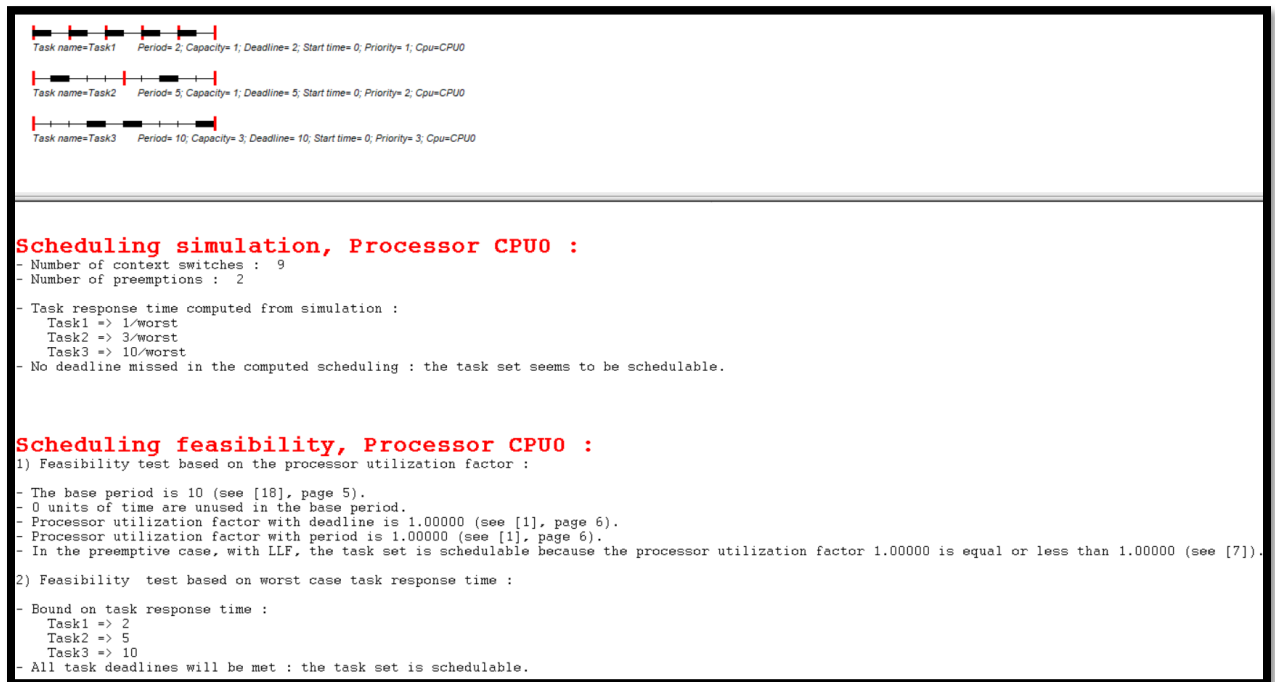 Task name=Task1 Period= 2; Capacity= 1; Deadline= 2; Start time= 0; Priority= 1; Cpu=CPU0
Task name=Task2 Period= 5; Capacity= 1; Deadline= 5; Start time= 0; Priority= 2; Cpu=CPU0
Task name=Task3 Period= 10; Capacity= 3; Deadline= 10; Start time= 0; Priority= 3; Cpu=CPU0
Scheduling simulation, Processor CPU0 :
- Number of context switches : 9
- Number of preemptions : 2
- Task response time computed from simulation :
Task1 => 1/worst
Task2 => 3/worst
Task3 => 10/worst
- No deadline missed in the computed scheduling : the task set seems to be schedulable.
Scheduling feasibility, Processor CPU0 :
1) Feasibility test based on the processor utilization factor :
- The base period is 10 (see [18], page 5).
- 0 units of time are unused in the base period.
- Processor utilization factor with deadline is 1.00000 (see [1], page 6).
- Processor utilization factor with period is 1.00000 (see [1], page 6).
- In the preemptive case, with LLF, the task set is schedulable because the processor utilization factor 1.00000 is equal or less than 1.00000 (see [7]).
2) Feasibility test based on worst case task response time :
- Bound on task response time :
Task1 => 2
Task2 => 5
Task3 => 10
- All task deadlines will be met : the task set is schedulable.